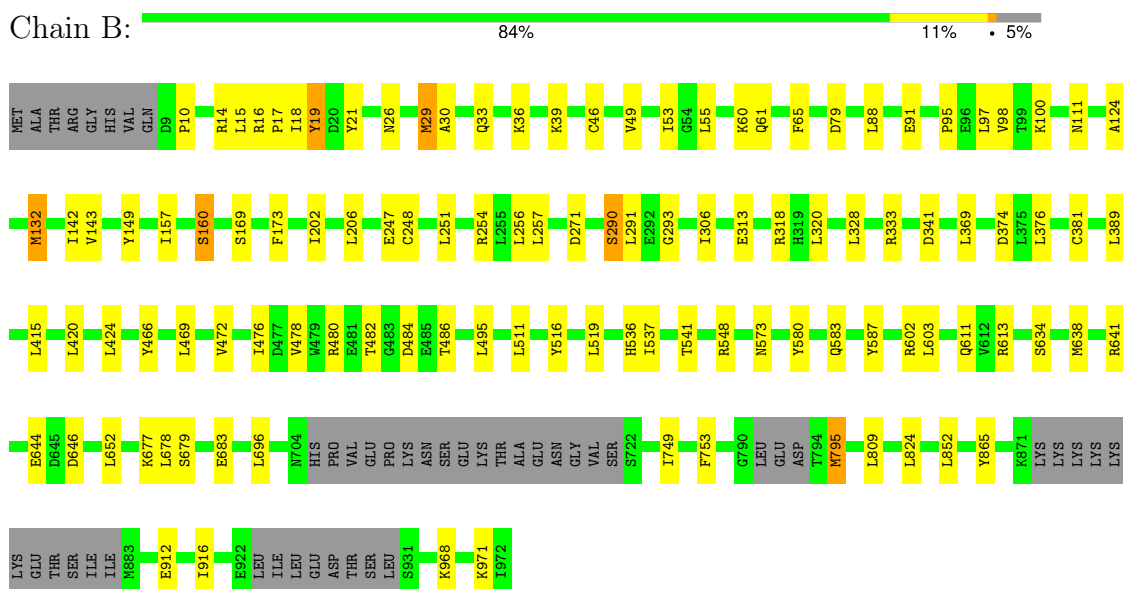 Chain B:
84% 11% • 5%
MET ALA THR ARG GLY HIS VAL GLN D9 P10 R14 L15 R16 P17 I18 Y19 D20 Y21 N26 M29 A30 Q33 K36 K39 C46 V49 I53 G54 L55 K60 Q61 F65 D79 L88 E91 P95 E96 L97 V98 T99 K100 N111 A124
M132 I142 V143 Y149 I157 S160 S169 F173 I202 L206 E247 C248 L251 R254 L255 L256 L257 D271 S290 L291 E292 G293 I306 E313 R318 H319 L320 L328 R333 D341 L369 D374 L375 L376 C381 L389
L415 L420 L424 Y466 L469 V472 I476 D477 V478 W479 R480 E481 T482 G483 D484 E485 T486 L495 L511 Y516 L519 H536 I537 T541 R548 N573 Y580 Q583 Y587 R602 L603 Q611 V612 R613 S634 M638 R641
E644 D645 D646 L652 K677 L678 S679 E683 L696 N704 HIS PRO VAL GLU PRO LYS ASN SER GLU LYS THR ALA GLU ASN GLY VAL SER S722 I749 F753 G790 LEU GLU ASP T794 M795 L809 L824 L852 Y865 K871 LYS LYS LYS LYS LYS
LYS GLU THR SER ILE ILE M883 E912 I916 E922 LEU ILE LEU GLU ASP THR SER LEU S931 K968 K971 I972